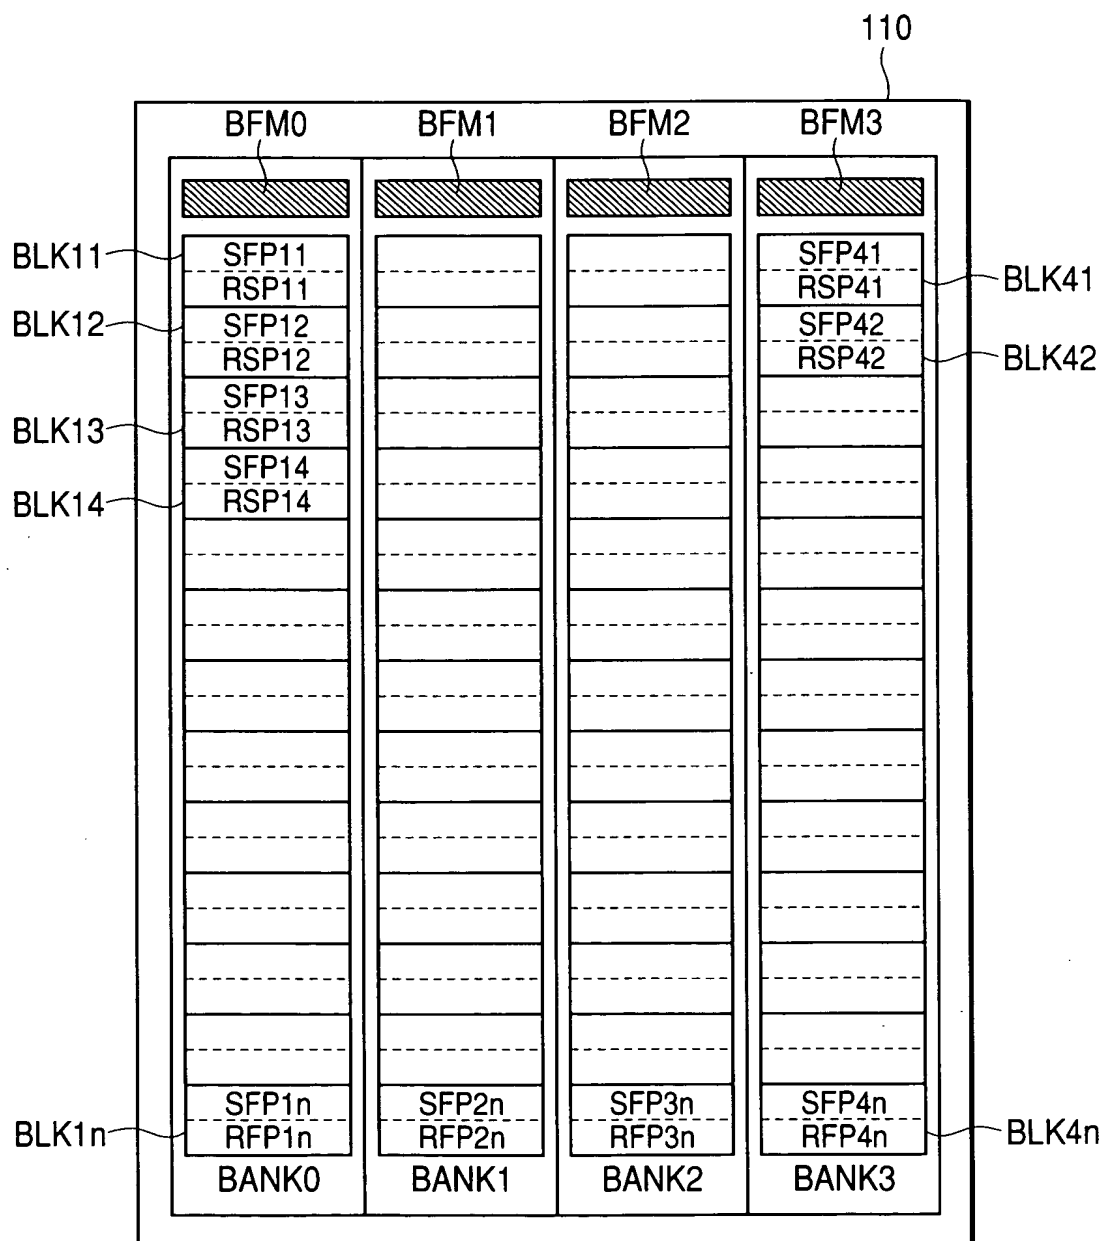 110
BFM0 BFM1 BFM2 BFM3
BLK11 SFP11 SFP41
RSP11 RSP41 BLK41
BLK12 SFP12 SFP42
RSP12 RSP42 BLK42
SFP13
BLK13 RSP13
SFP14
BLK14 RSP14
SFP1n SFP2n SFP3n SFP4n
BLK1n RFP1n RFP2n RFP3n RFP4n BLK4n
BANK0 BANK1 BANK2 BANK3